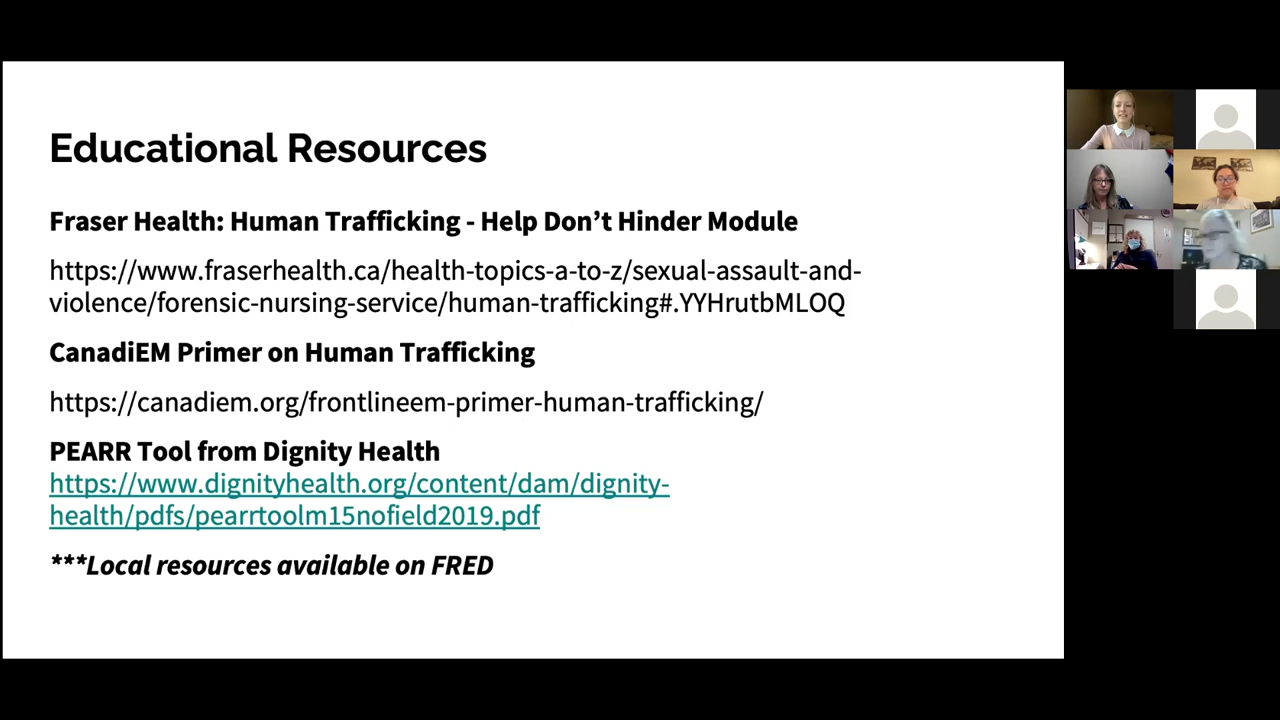 Educational Resources
Fraser Health: Human Trafficking - Help Don’t Hinder Module
https://www.fraserhealth.ca/health-topics-a-to-z/sexual-assault-and-
violence/forensic-nursing-service/human-trafficking#.YYHrutbMLOQ
CanadiEM Primer on Human Trafficking
https://canadiem.org/frontlineem-primer-human-trafficking/
PEARR Tool from Dignity Health
https://www.dignityhealth.org/content/dam/dignity-
health/pdfs/pearrtoolm15nofield2019.pdf
***Local resources available on FRED